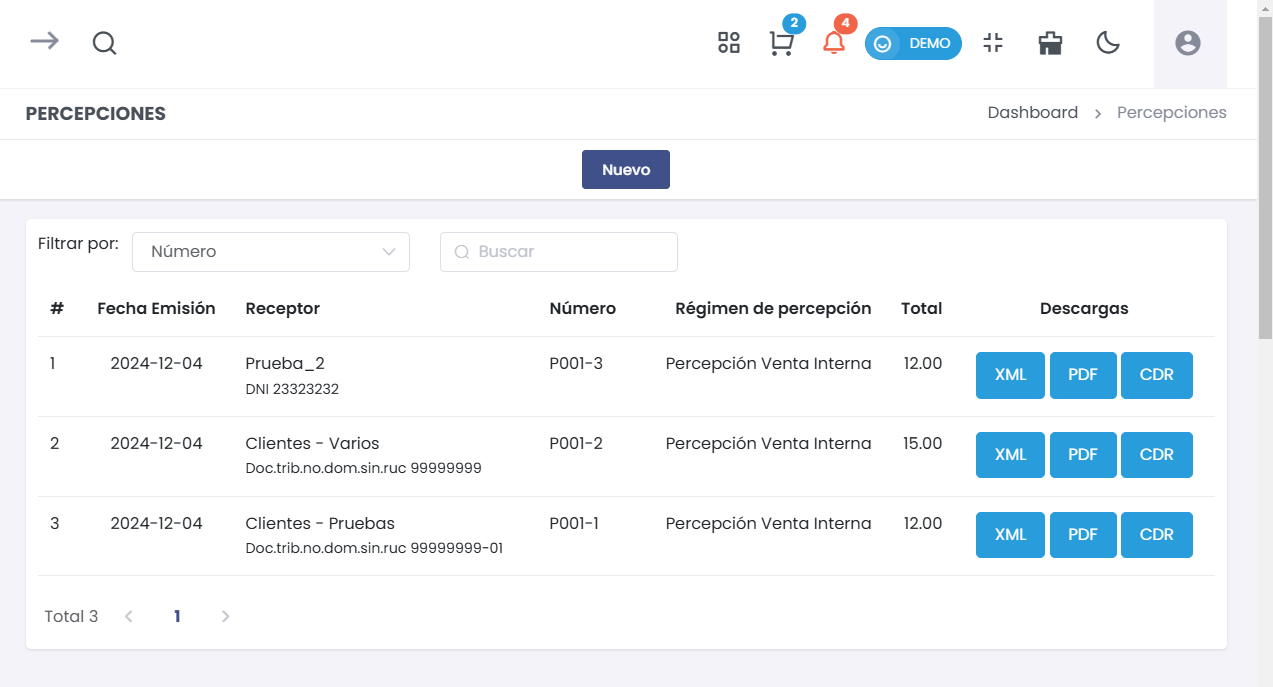 2
4
DEMO
PERCEPCIONES
Dashboard > Percepciones
Nuevo
Filtrar por: Número Buscar
# Fecha Emisión Receptor Número Régimen de percepción Total Descargas
1 2024-12-04 Prueba_2 P001-3 Percepción Venta Interna 12.00 XML PDF CDR
DNI 23323232
2 2024-12-04 Clientes - Varios P001-2 Percepción Venta Interna 15.00 XML PDF CDR
Doc.trib.no.dom.sin.ruc 99999999
3 2024-12-04 Clientes - Pruebas P001-1 Percepción Venta Interna 12.00 XML PDF CDR
Doc.trib.no.dom.sin.ruc 99999999-01
Total 3 < 1 >